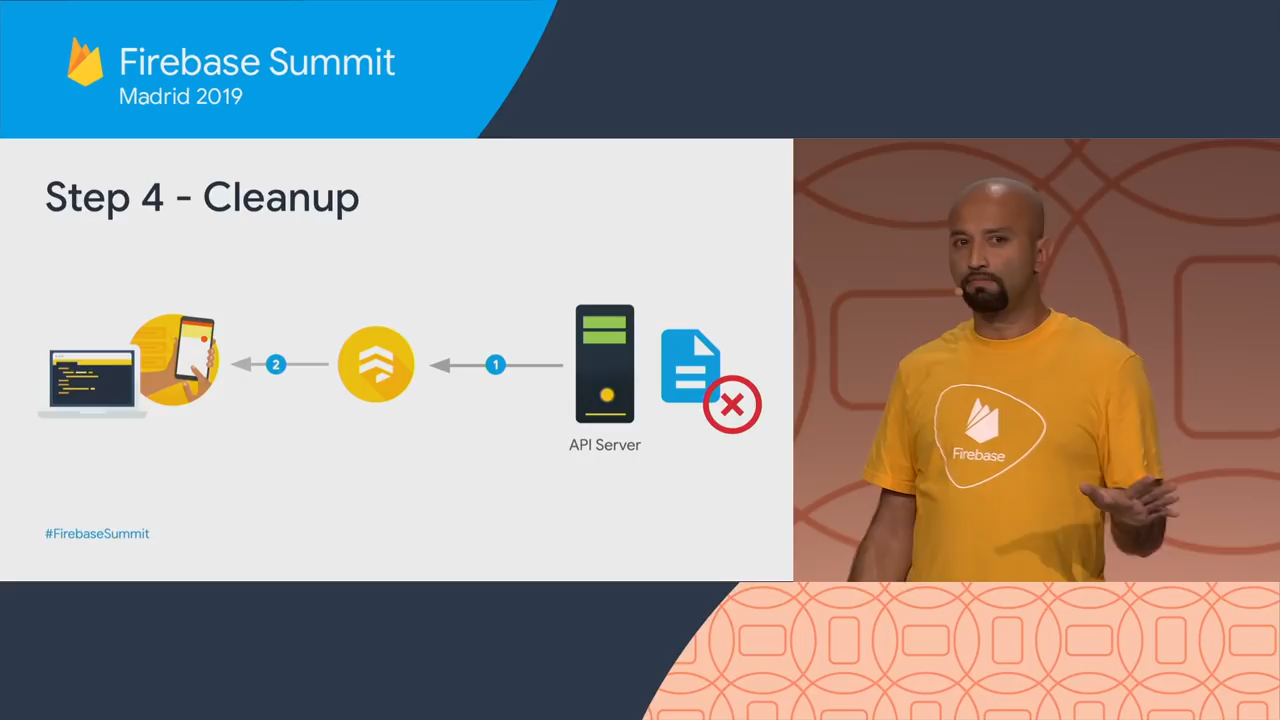 Firebase Summit
Madrid 2019
Step 4 - Cleanup
2
1
API Server
#FirebaseSummit
Firebase